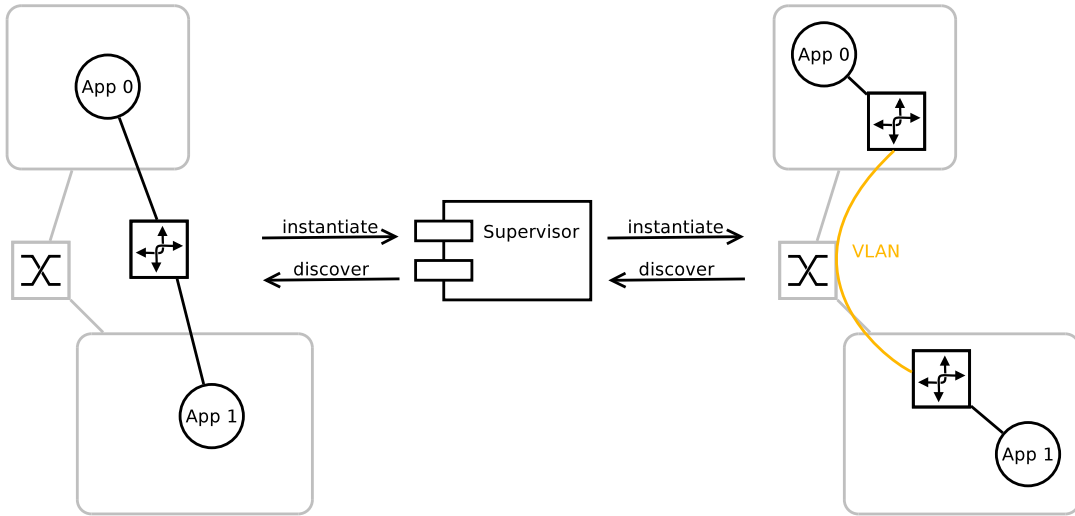 App 0
App 1
instantiate
discover
Supervisor
instantiate
discover
App 0
VLAN
App 1